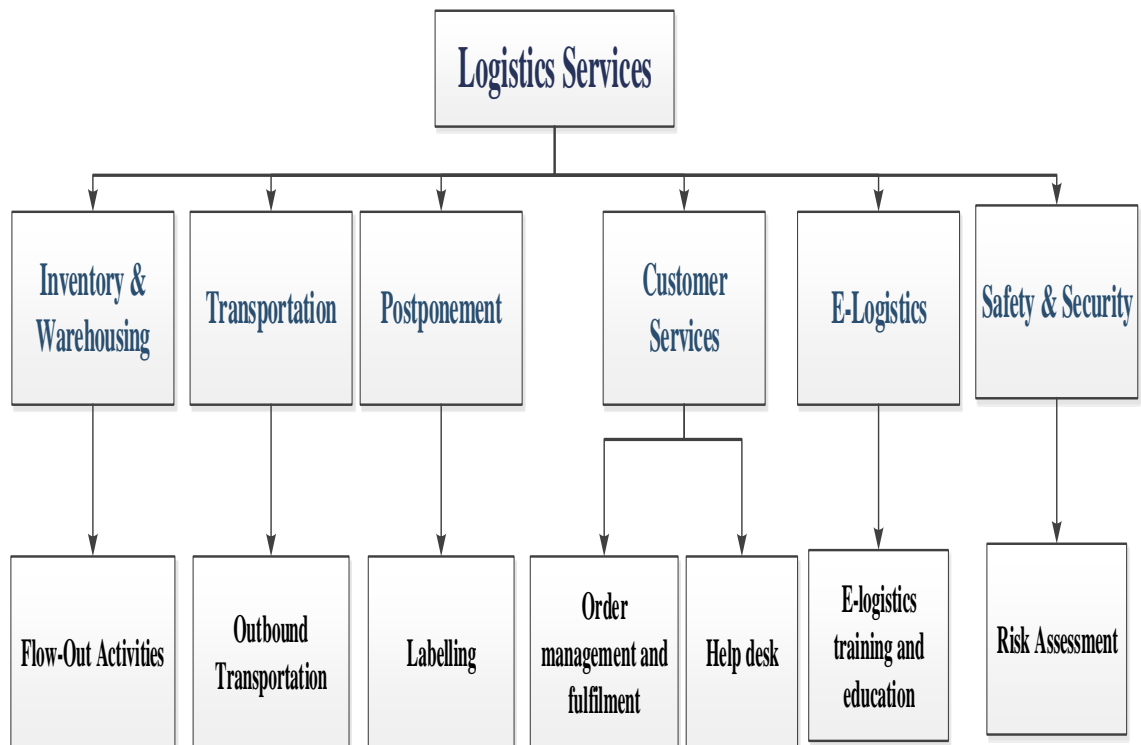 Logistics Services
Inventory &
Warehousing
Transportation
Postponement
Customer
Services
E-Logistics
Safety & Security
Flow-Out Activities
Outbound
Transportation
Labelling
Order
management and
fulfilment
Help desk
E-logistics
training and
education
Risk Assessment